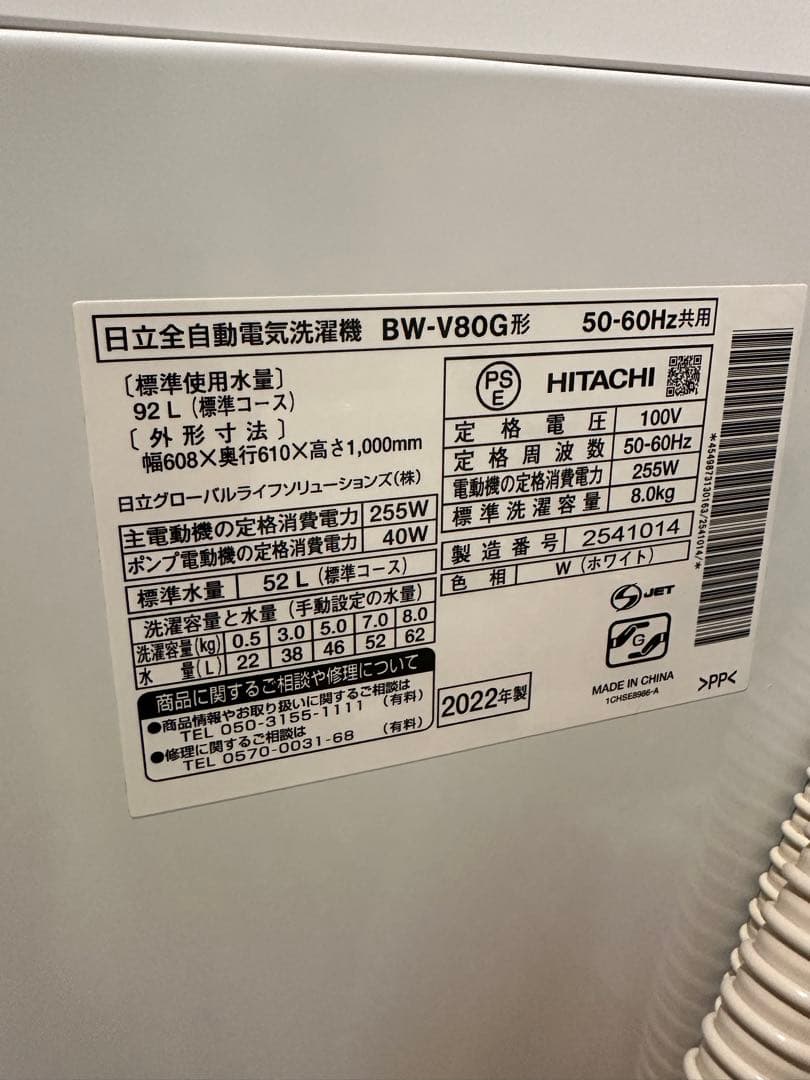 日立全自動電気洗濯機 BW-V80G形 50-60Hz共用
〔標準使用水量〕
92 L (標準コース)
〔外形寸法〕
幅608×奥行610×高さ1,000mm
日立グローバルライフソリューションズ(株)
主電動機の定格消費電力 255W
ポンプ電動機の定格消費電力 40W
標準水量 52 L (標準コース)
洗濯容量と水量 (手動設定の水量)
洗濯容量(kg) 0.5 3.0 5.0 7.0 8.0
水量(L) 22 38 46 52 62
商品に関するご相談や修理について
●商品情報やお取り扱いに関するご相談は
TEL 050-3155-1111 (有料)
●修理に関するご相談は
TEL 0570-0031-68 (有料)
PS
E
HITACHI
定格電圧 100V
定格周波数 50-60Hz
電動機の定格消費電力 255W
標準洗濯容量 8.0kg
製造番号 2541014
色相 W (ホワイト)
JET
G
2022年製
MADE IN CHINA
1CHSE8986-A
>PP<
*4549873130163/2541014/*